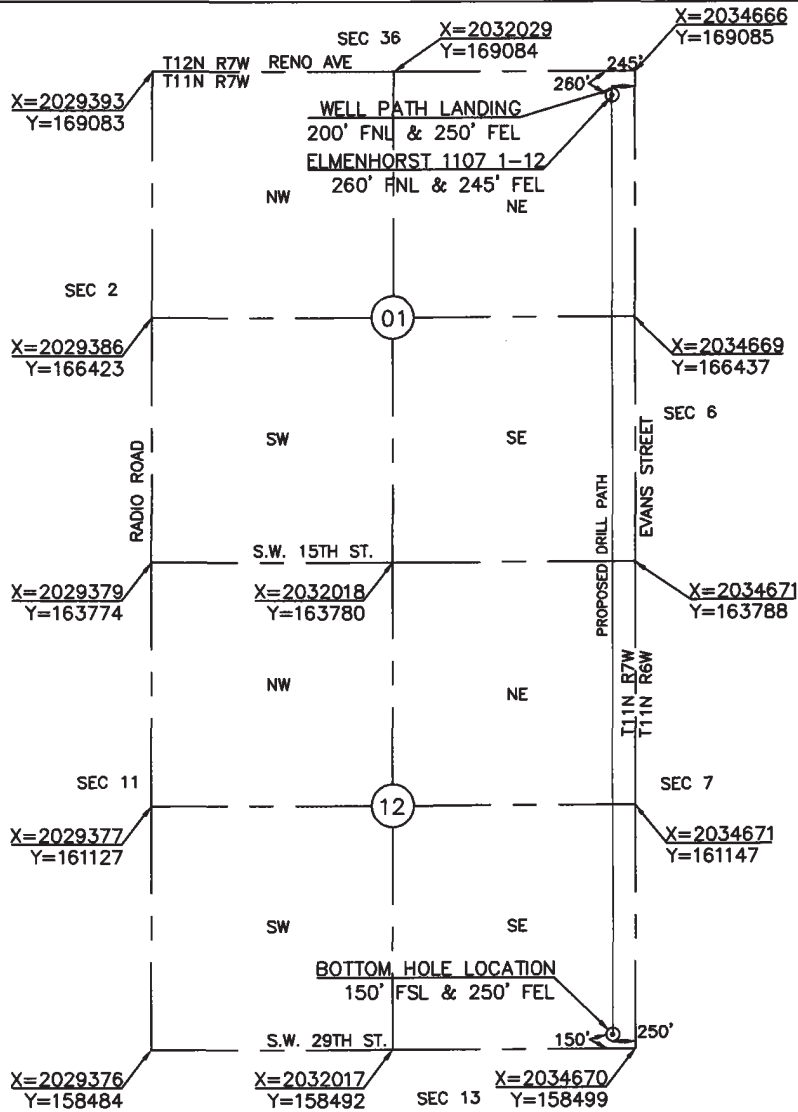 SEC 36
X=2032029
Y=169084
X=2034666
Y=169085
T12N R7W RENO AVE
T11N R7W
245'
260'
X=2029393
Y=169083
WELL PATH LANDING
200' FNL & 250' FEL
ELMENHORST 1107 1-12
260' FNL & 245' FEL
NW
NE
SEC 2
01
X=2029386
Y=166423
X=2034669
Y=166437
SEC 6
SW
SE
RADIO ROAD
EVANS STREET
PROPOSED DRILL PATH
S.W. 15TH ST.
X=2029379
Y=163774
X=2032018
Y=163780
X=2034671
Y=163788
T11N R7W
T11N R6W
NW
NE
SEC 11
SEC 7
12
X=2029377
Y=161127
X=2034671
Y=161147
SW
SE
BOTTOM HOLE LOCATION
150' FSL & 250' FEL
S.W. 29TH ST.
150'
250'
X=2029376
Y=158484
X=2032017
Y=158492
SEC 13
X=2034670
Y=158499